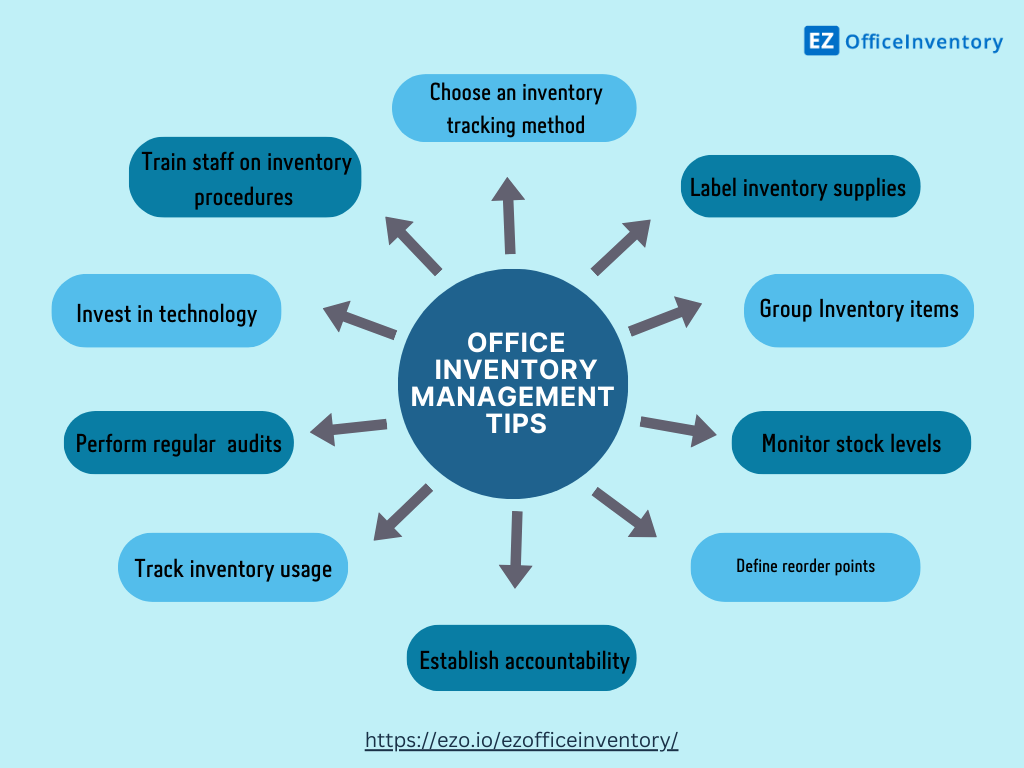 EZ OfficeInventory
Choose an inventory
tracking method
Train staff on inventory
procedures
Label inventory supplies
Invest in technology
Group Inventory items
OFFICE
INVENTORY
MANAGEMENT
TIPS
Perform regular  audits
Monitor stock levels
Track inventory usage
Define reorder points
Establish accountability
https://ezo.io/ezofficeinventory/